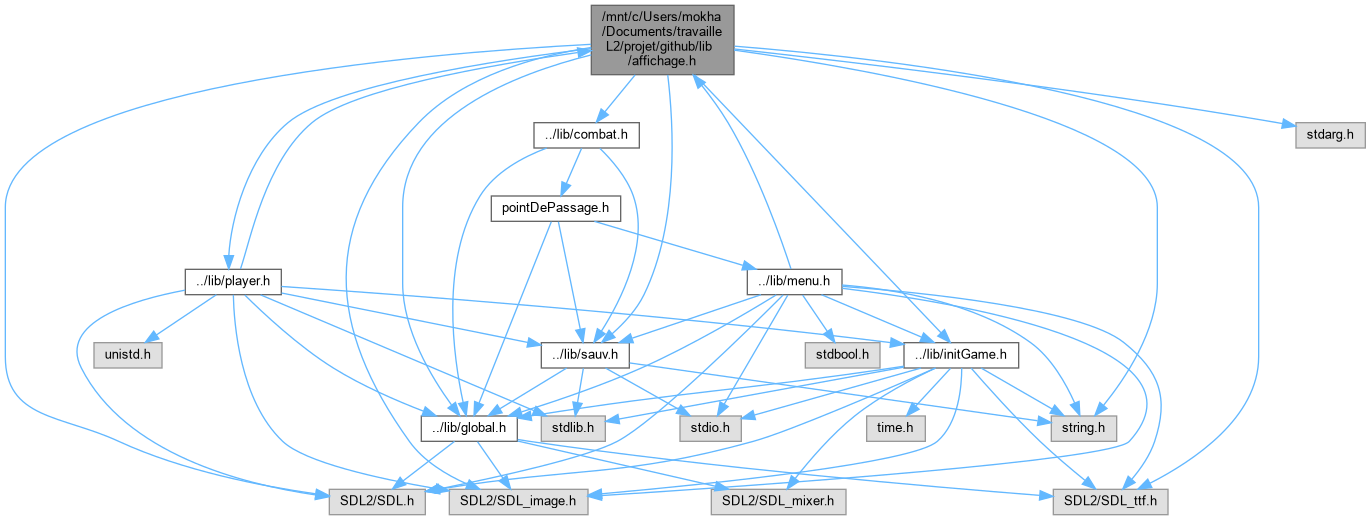 /mnt/c/Users/mokha
/Documents/travaille
L2/projet/github/lib
/affichage.h
../lib/combat.h
stdarg.h
pointDePassage.h
../lib/player.h
../lib/menu.h
unistd.h
../lib/sauv.h
stdbool.h
../lib/initGame.h
../lib/global.h
stdlib.h
stdio.h
time.h
string.h
SDL2/SDL.h
SDL2/SDL_image.h
SDL2/SDL_mixer.h
SDL2/SDL_ttf.h